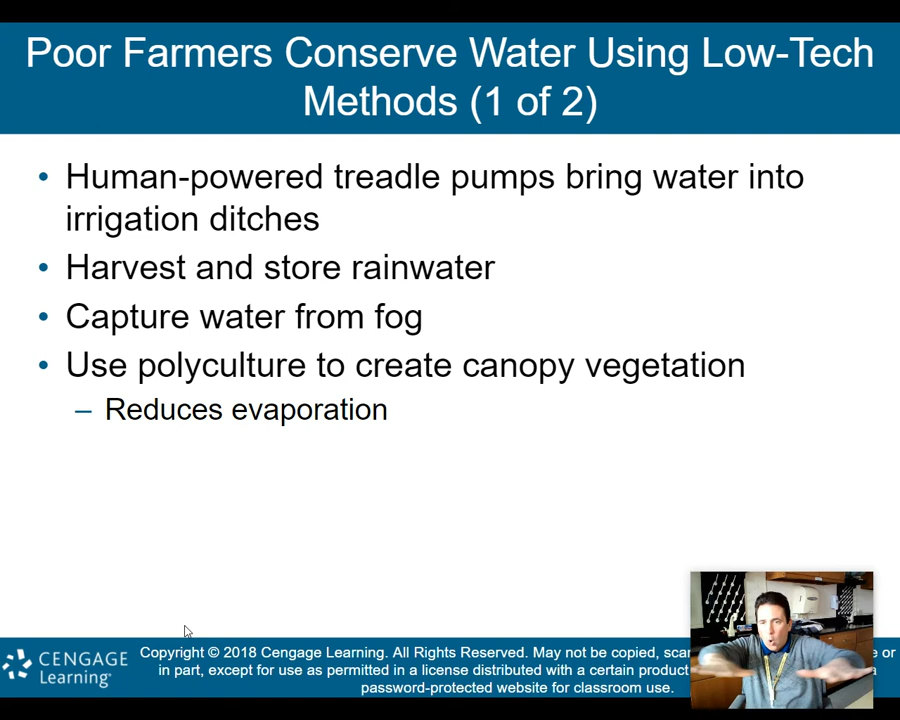 Poor Farmers Conserve Water Using Low-Tech
Methods (1 of 2)
• Human-powered treadle pumps bring water into
irrigation ditches
• Harvest and store rainwater
• Capture water from fog
• Use polyculture to create canopy vegetation
– Reduces evaporation
CENGAGE
Learning
Copyright © 2018 Cengage Learning. All Rights Reserved. May not be copied, or
in part, except for use as permitted in a license distributed with a certain product a
password-protected website for classroom use.